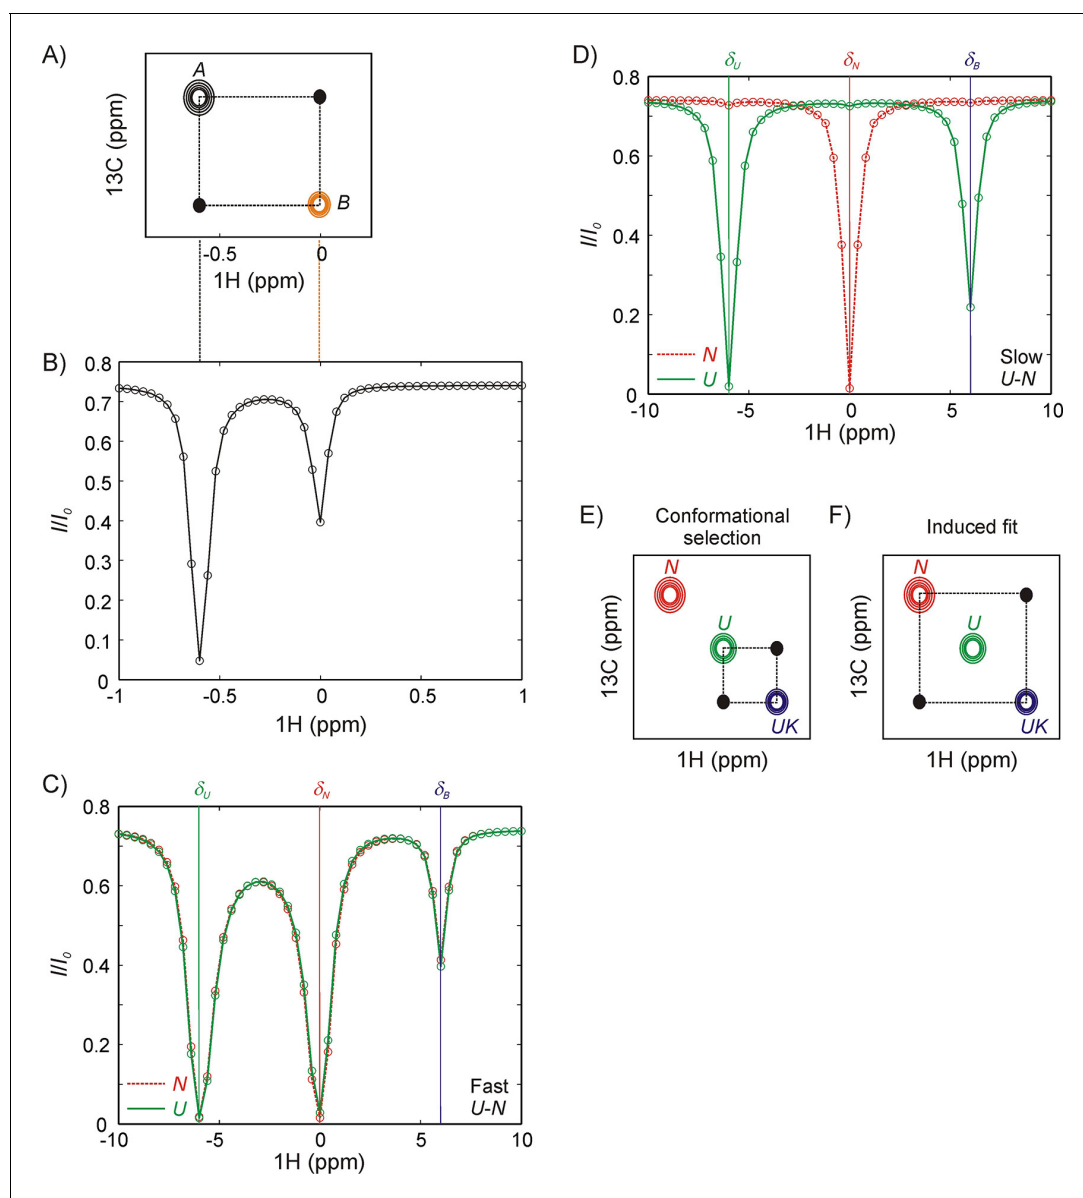 A)
A
B
13C (ppm)
-0.5
0
1H (ppm)
B)
0.8
0.7
0.6
0.5
0.4
0.3
0.2
0.1
0
I/I0
-1
-0.5
0
0.5
1
1H (ppm)
C)
δU
δN
δB
0.8
0.6
0.4
0.2
0
I/I0
N
U
Fast
U-N
-10
-5
0
5
10
1H (ppm)
D)
δU
δN
δB
0.8
0.6
0.4
0.2
0
I/I0
N
U
Slow
U-N
-10
-5
0
5
10
1H (ppm)
E)
Conformational
selection
N
U
UK
13C (ppm)
1H (ppm)
F)
Induced fit
N
U
UK
13C (ppm)
1H (ppm)